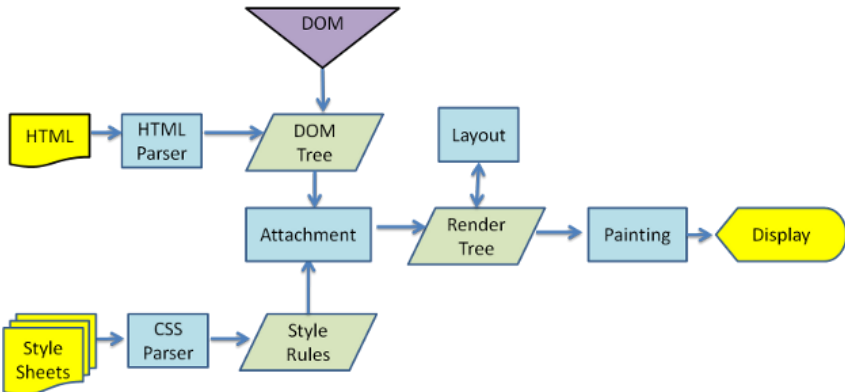 DOM
HTML
HTML
Parser
DOM
Tree
Layout
Attachment
Render
Tree
Painting
Display
Style
Sheets
CSS
Parser
Style
Rules